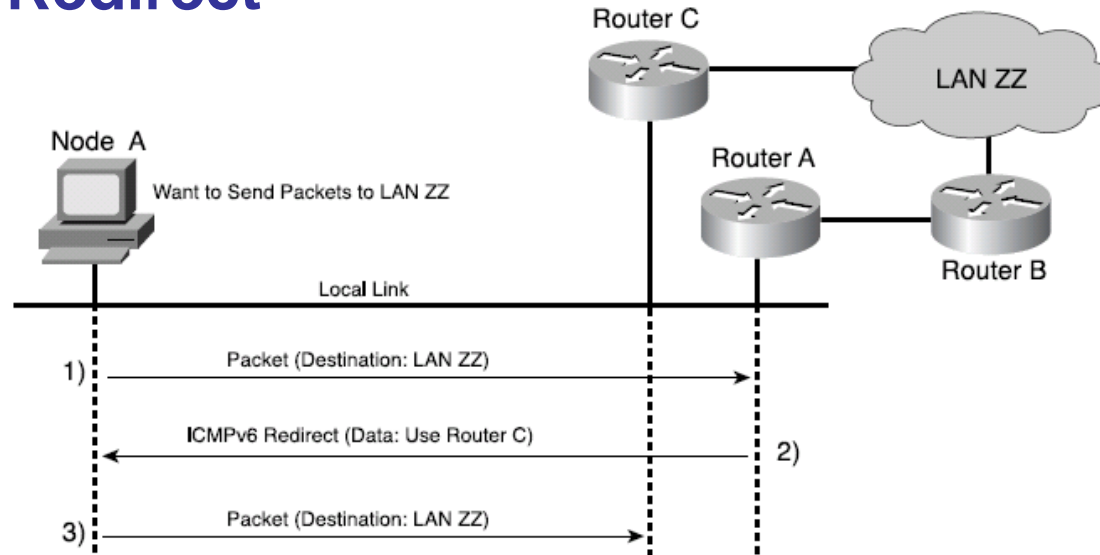 Redirect
Router C
LAN ZZ
Node A
Router A
Want to Send Packets to LAN ZZ
Router B
Local Link
1)
Packet (Destination: LAN ZZ)
ICMPv6 Redirect (Data: Use Router C)
2)
3)
Packet (Destination: LAN ZZ)